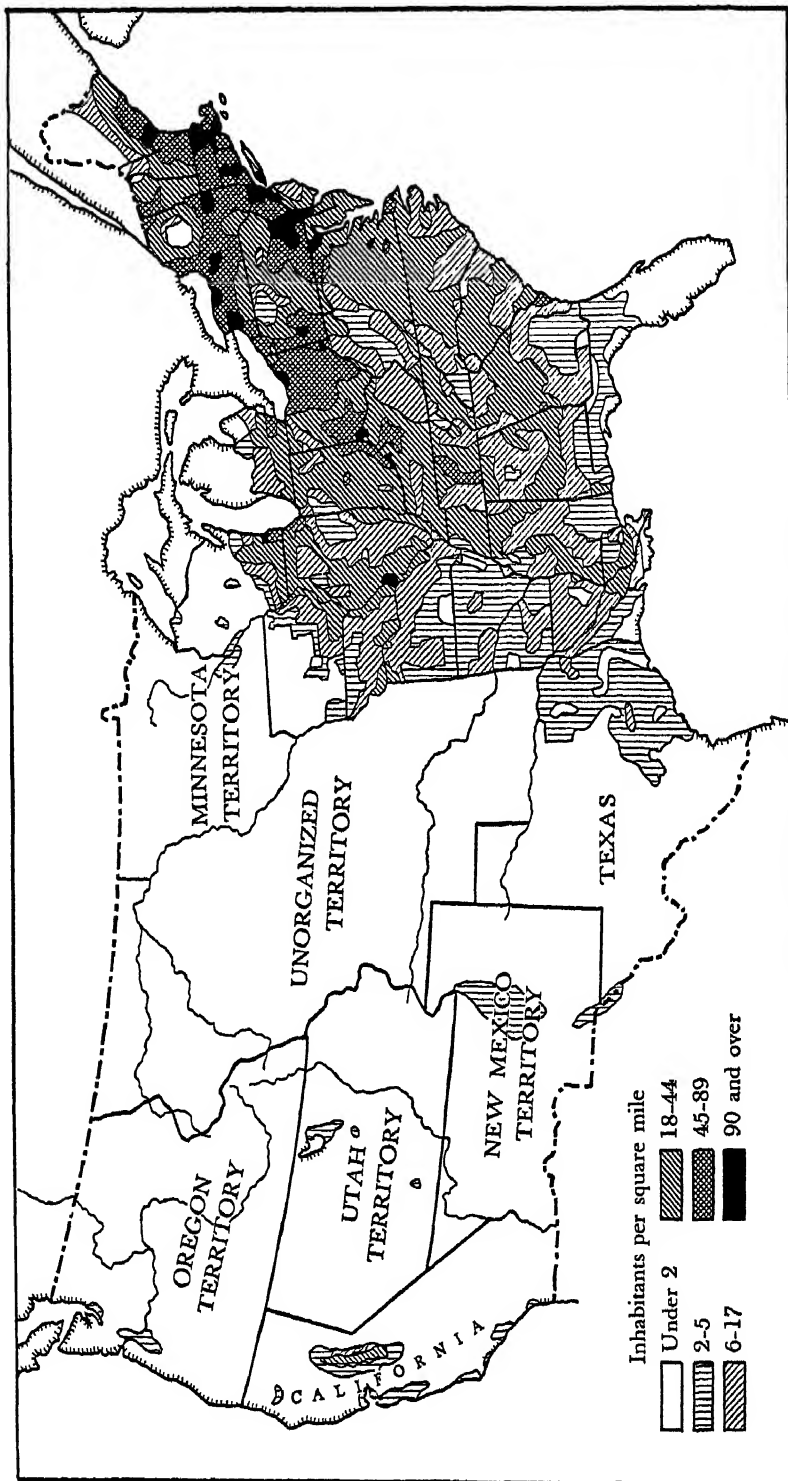 MINNESOTA
TERRITORY
OREGON
TERRITORY
UNORGANIZED
TERRITORY
UTAH
TERRITORY
CALIFORNIA
NEW MEXICO
TERRITORY
TEXAS
Inhabitants per square mile
Under 2
2-5
6-17
18-44
45-89
90 and over